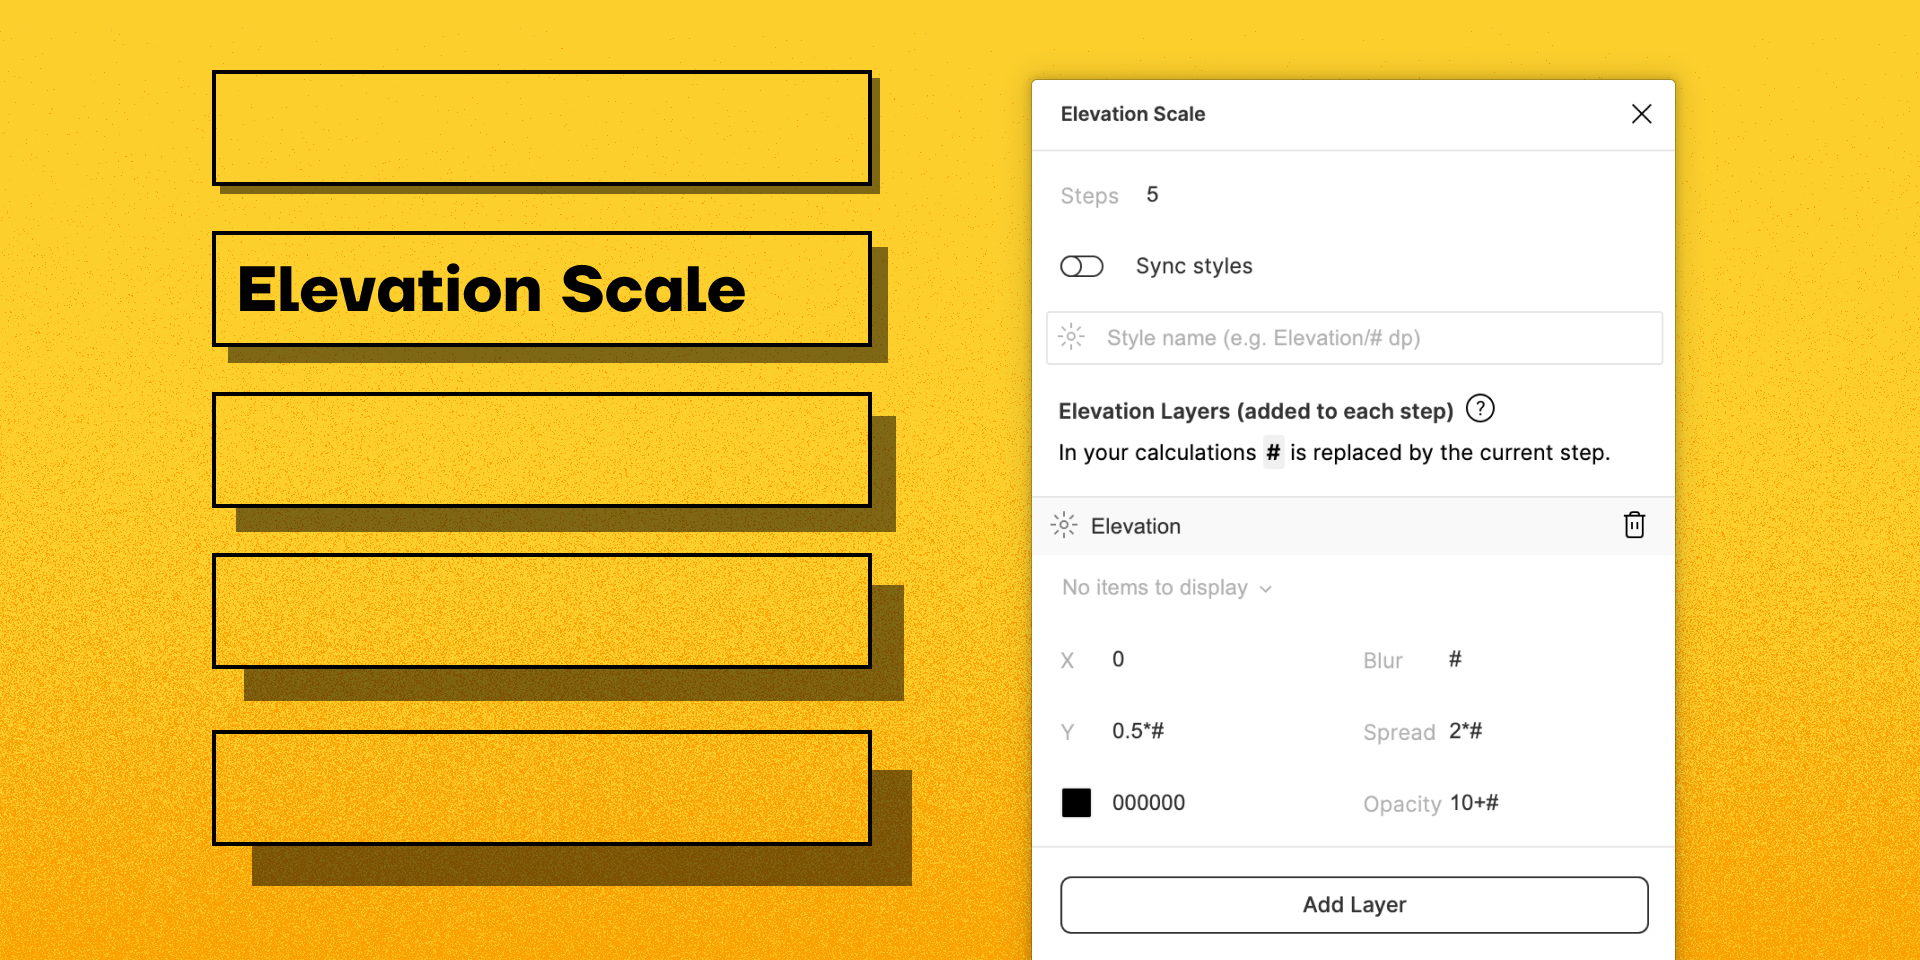 Elevation Scale
Elevation Scale
Steps 5
Sync styles
Style name (e.g. Elevation/# dp)
Elevation Layers (added to each step) ?
In your calculations # is replaced by the current step.
Elevation
No items to display
X 0 Blur #
Y 0.5*# Spread 2*#
000000 Opacity 10+#
Add Layer